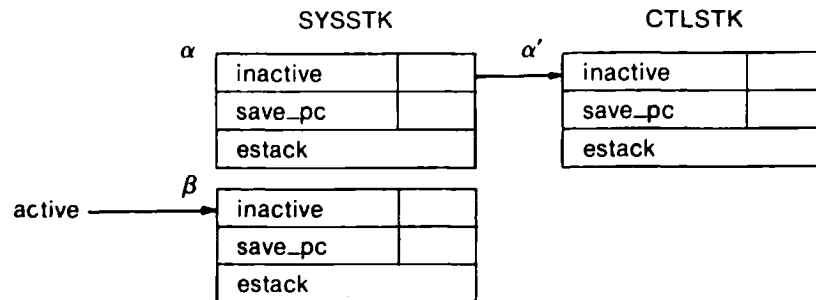 SYSSTK CTLSTK
α α′
inactive inactive
save_pc save_pc
estack estack
β
active inactive
save_pc
estack